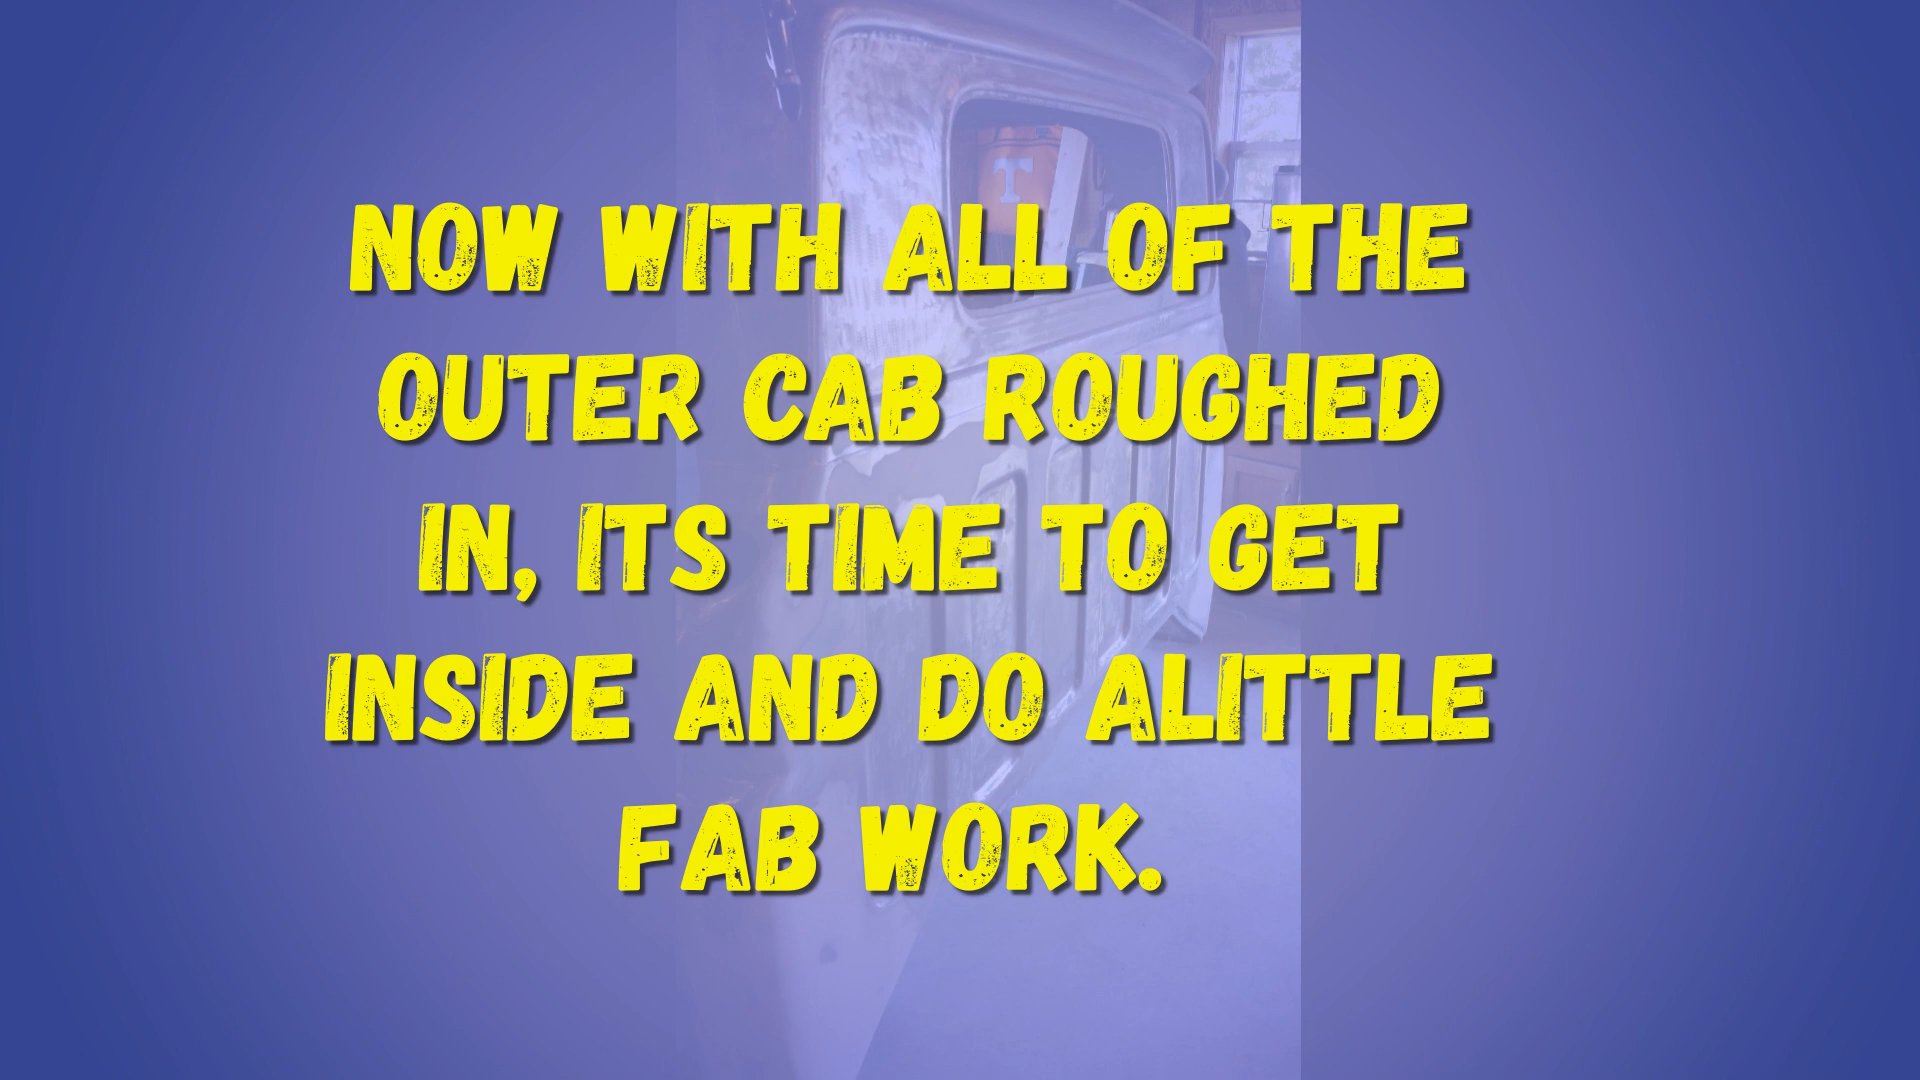 T
NOW WITH ALL OF THE
OUTER CAB ROUGHED
IN, ITS TIME TO GET
INSIDE AND DO ALITTLE
FAB WORK.